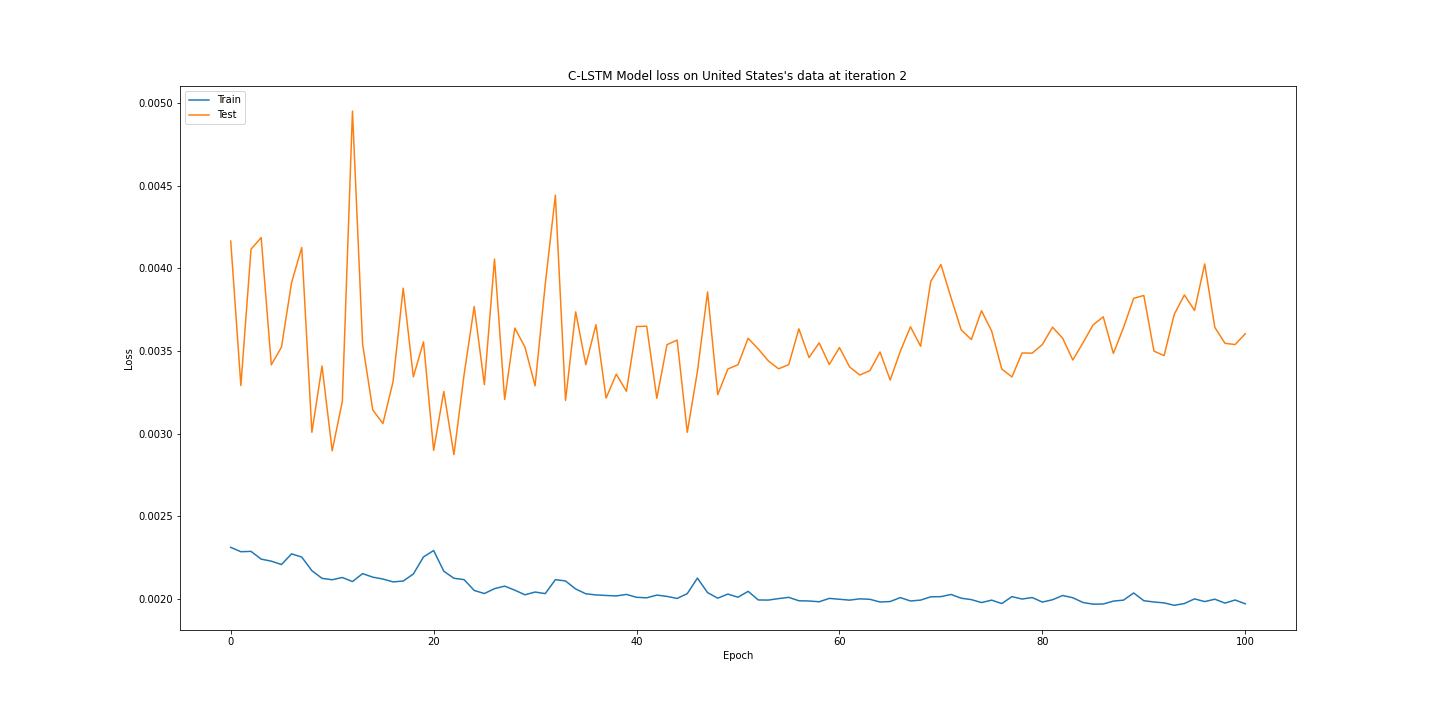 C-LSTM Model loss on United States's data at iteration 2
Train
Test
0.0050
0.0045
0.0040
0.0035
0.0030
0.0025
0.0020
Loss
0 20 40 60 80 100
Epoch